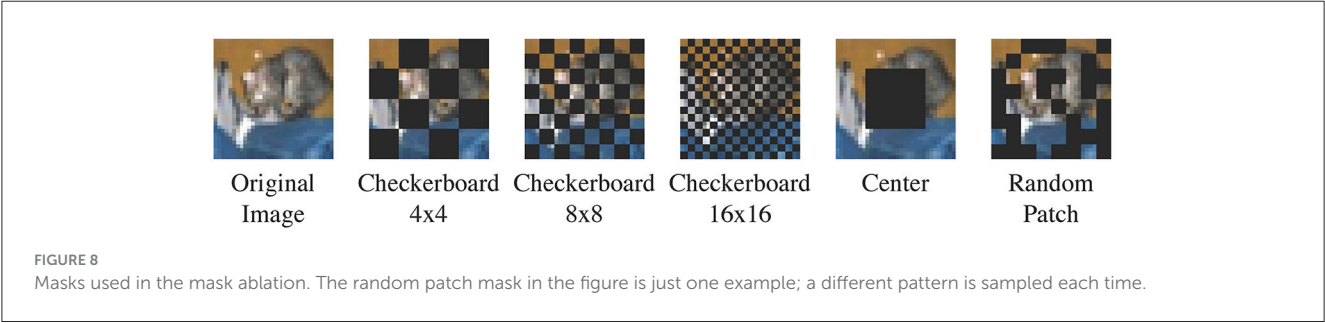 Original Image
Checkerboard 4x4
Checkerboard 8x8
Checkerboard 16x16
Center
Random Patch
FIGURE 8
Masks used in the mask ablation. The random patch mask in the figure is just one example; a different pattern is sampled each time.